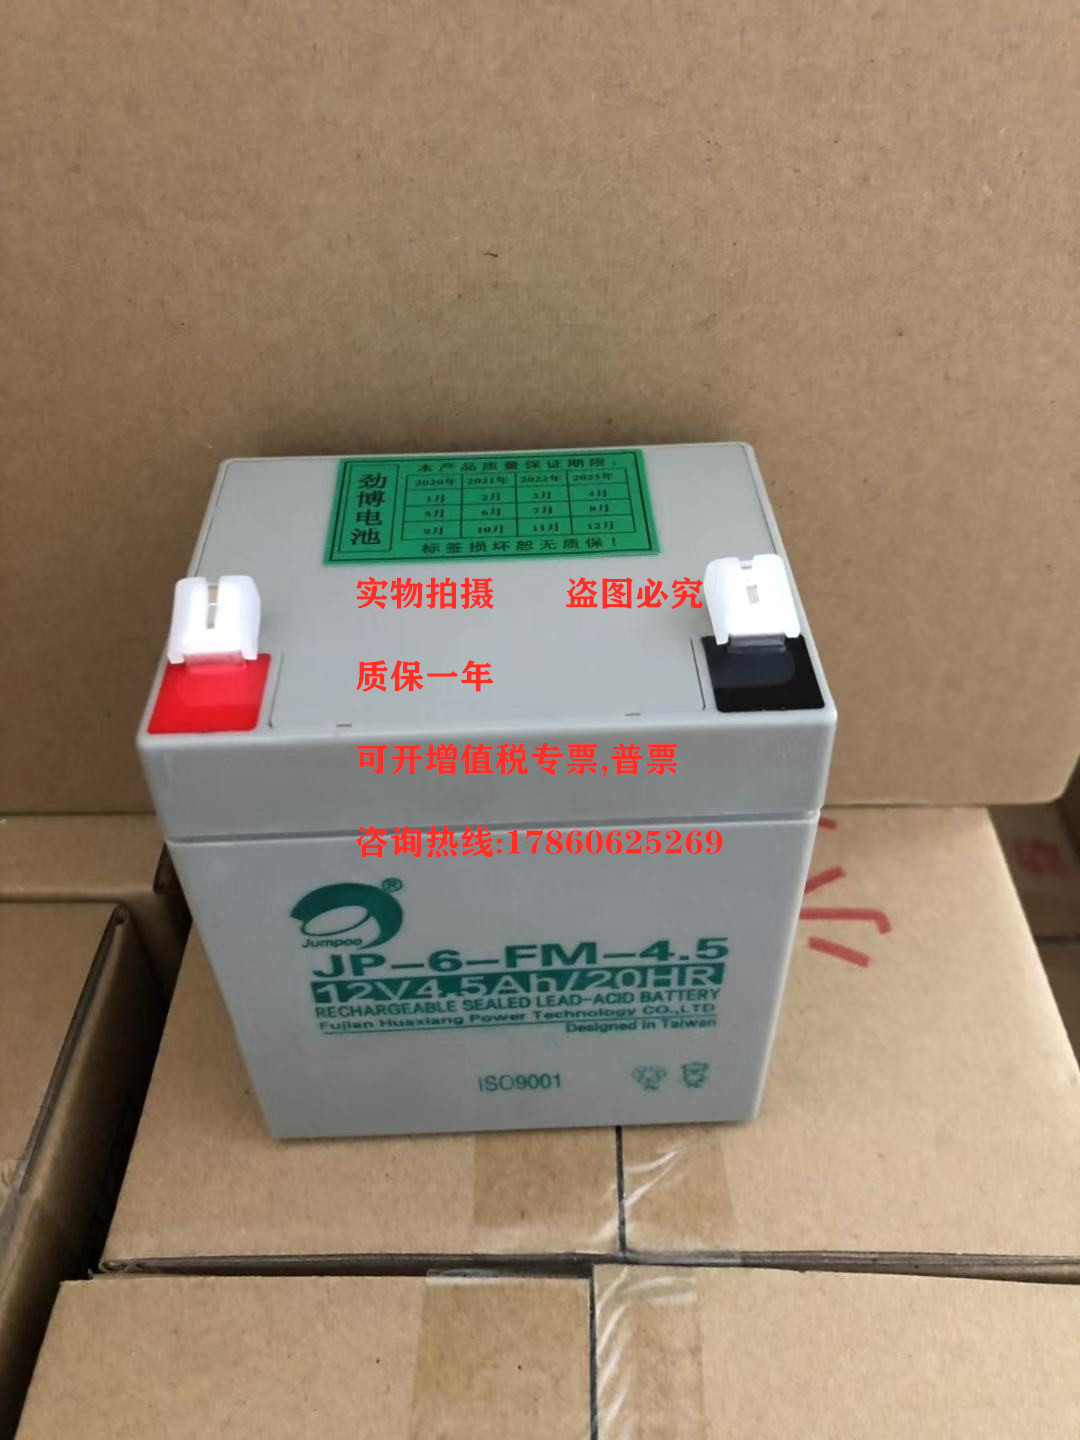 劲博电池
本产品质量保证期限：
2020年 2021年 2022年 2023年
1月 2月 3月 4月
5月 6月 7月 8月
9月 10月 11月 12月
标签损坏恕无质保！
实物拍摄 盗图必究
质保一年
可开增值税专票,普票
咨询热线:17860625269
®
Jumpoo
JP-6-FM-4.5
12V4.5Ah/20HR
RECHARGEABLE SEALED LEAD-ACID BATTERY
Fujian Huaxiang Power Technology CO.,LTD
Designed in Taiwan
ISO9001